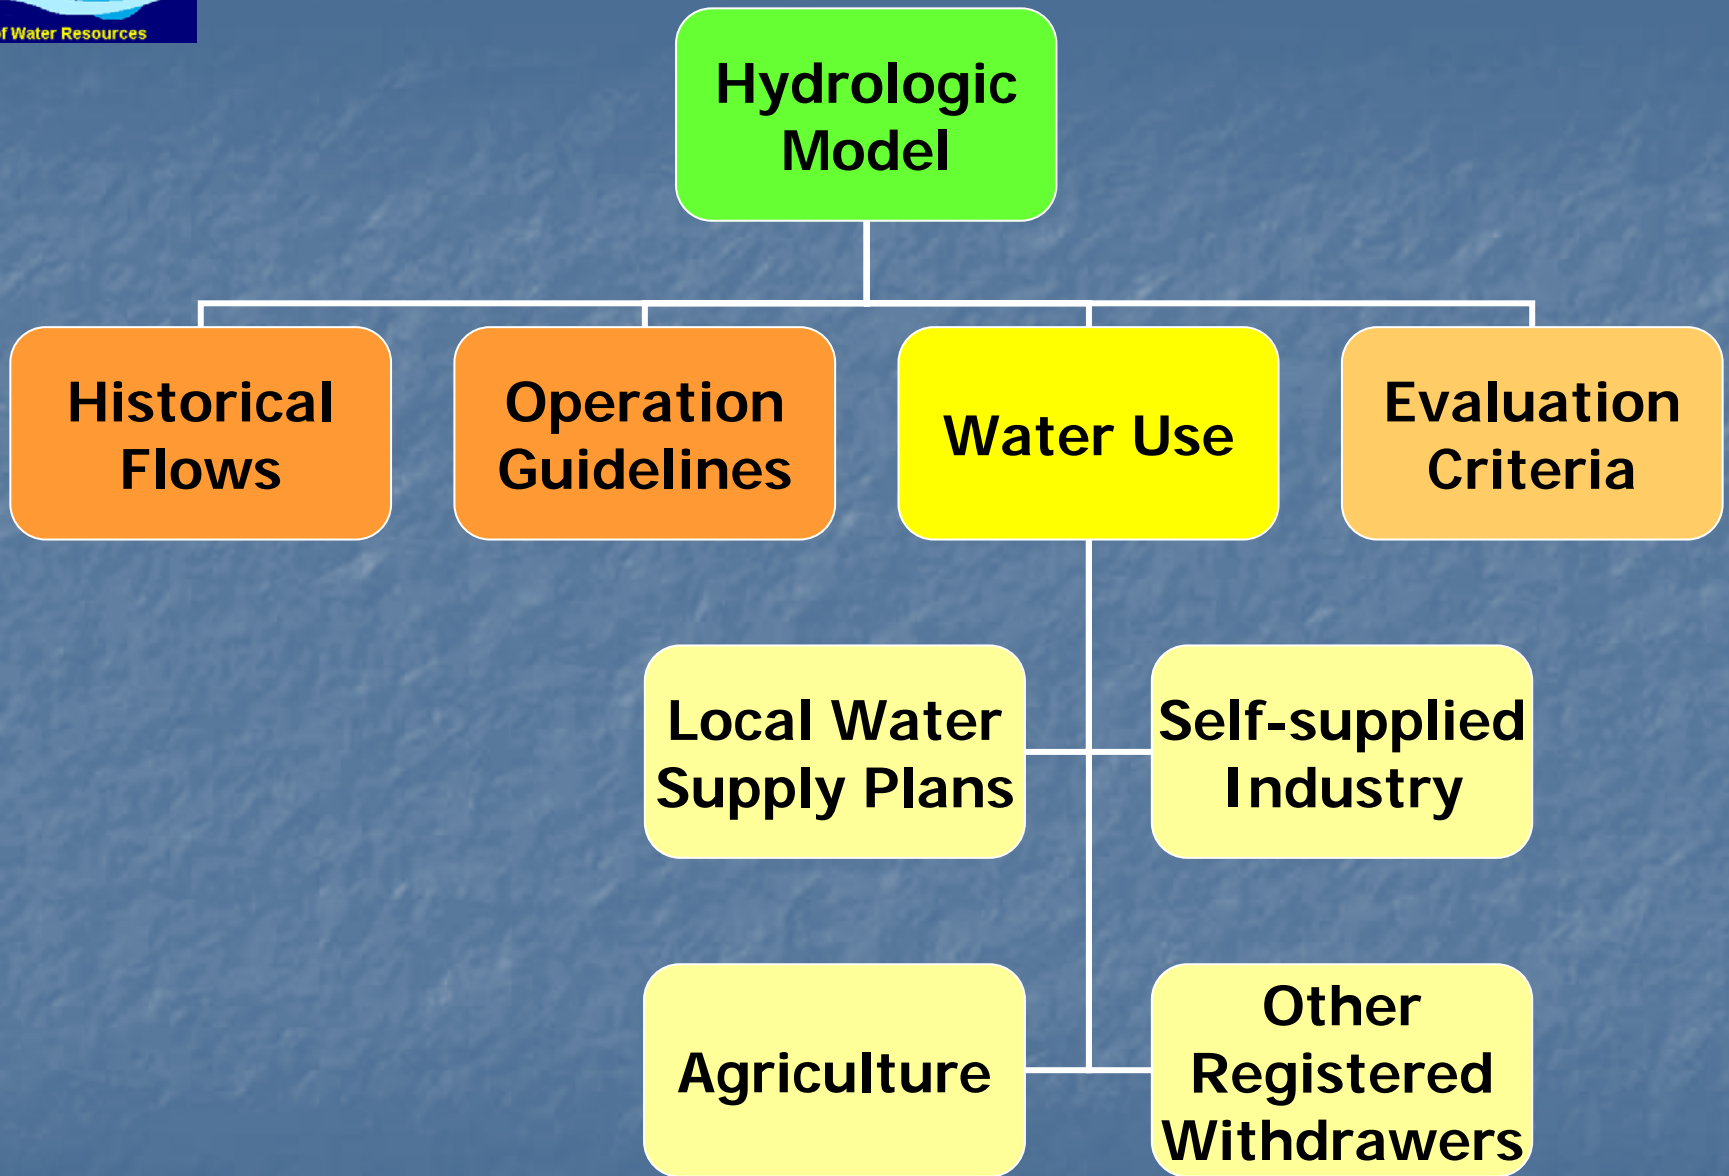 of Water Resources
Hydrologic
Model
Historical
Flows
Operation
Guidelines
Water Use
Evaluation
Criteria
Local Water
Supply Plans
Self-supplied
Industry
Agriculture
Other
Registered
Withdrawers